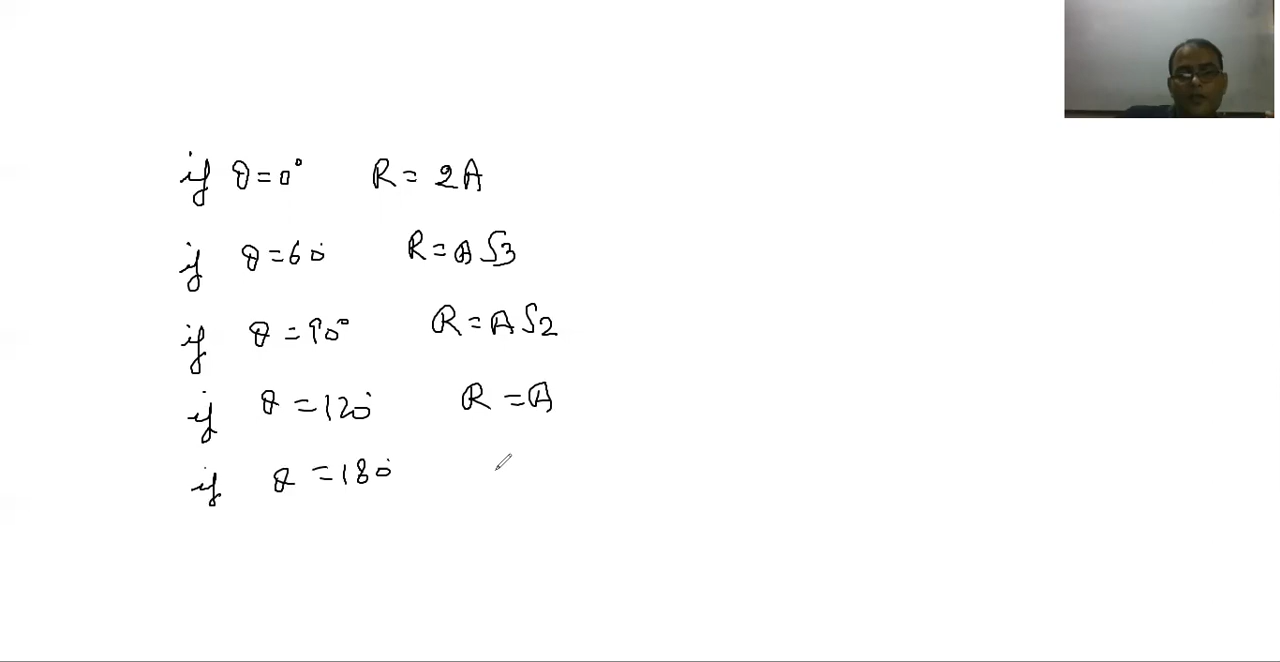 if θ=0° R= 2A
if θ=60° R= A√3
if θ=90° R= A√2
if θ=120° R=A
if θ=180°